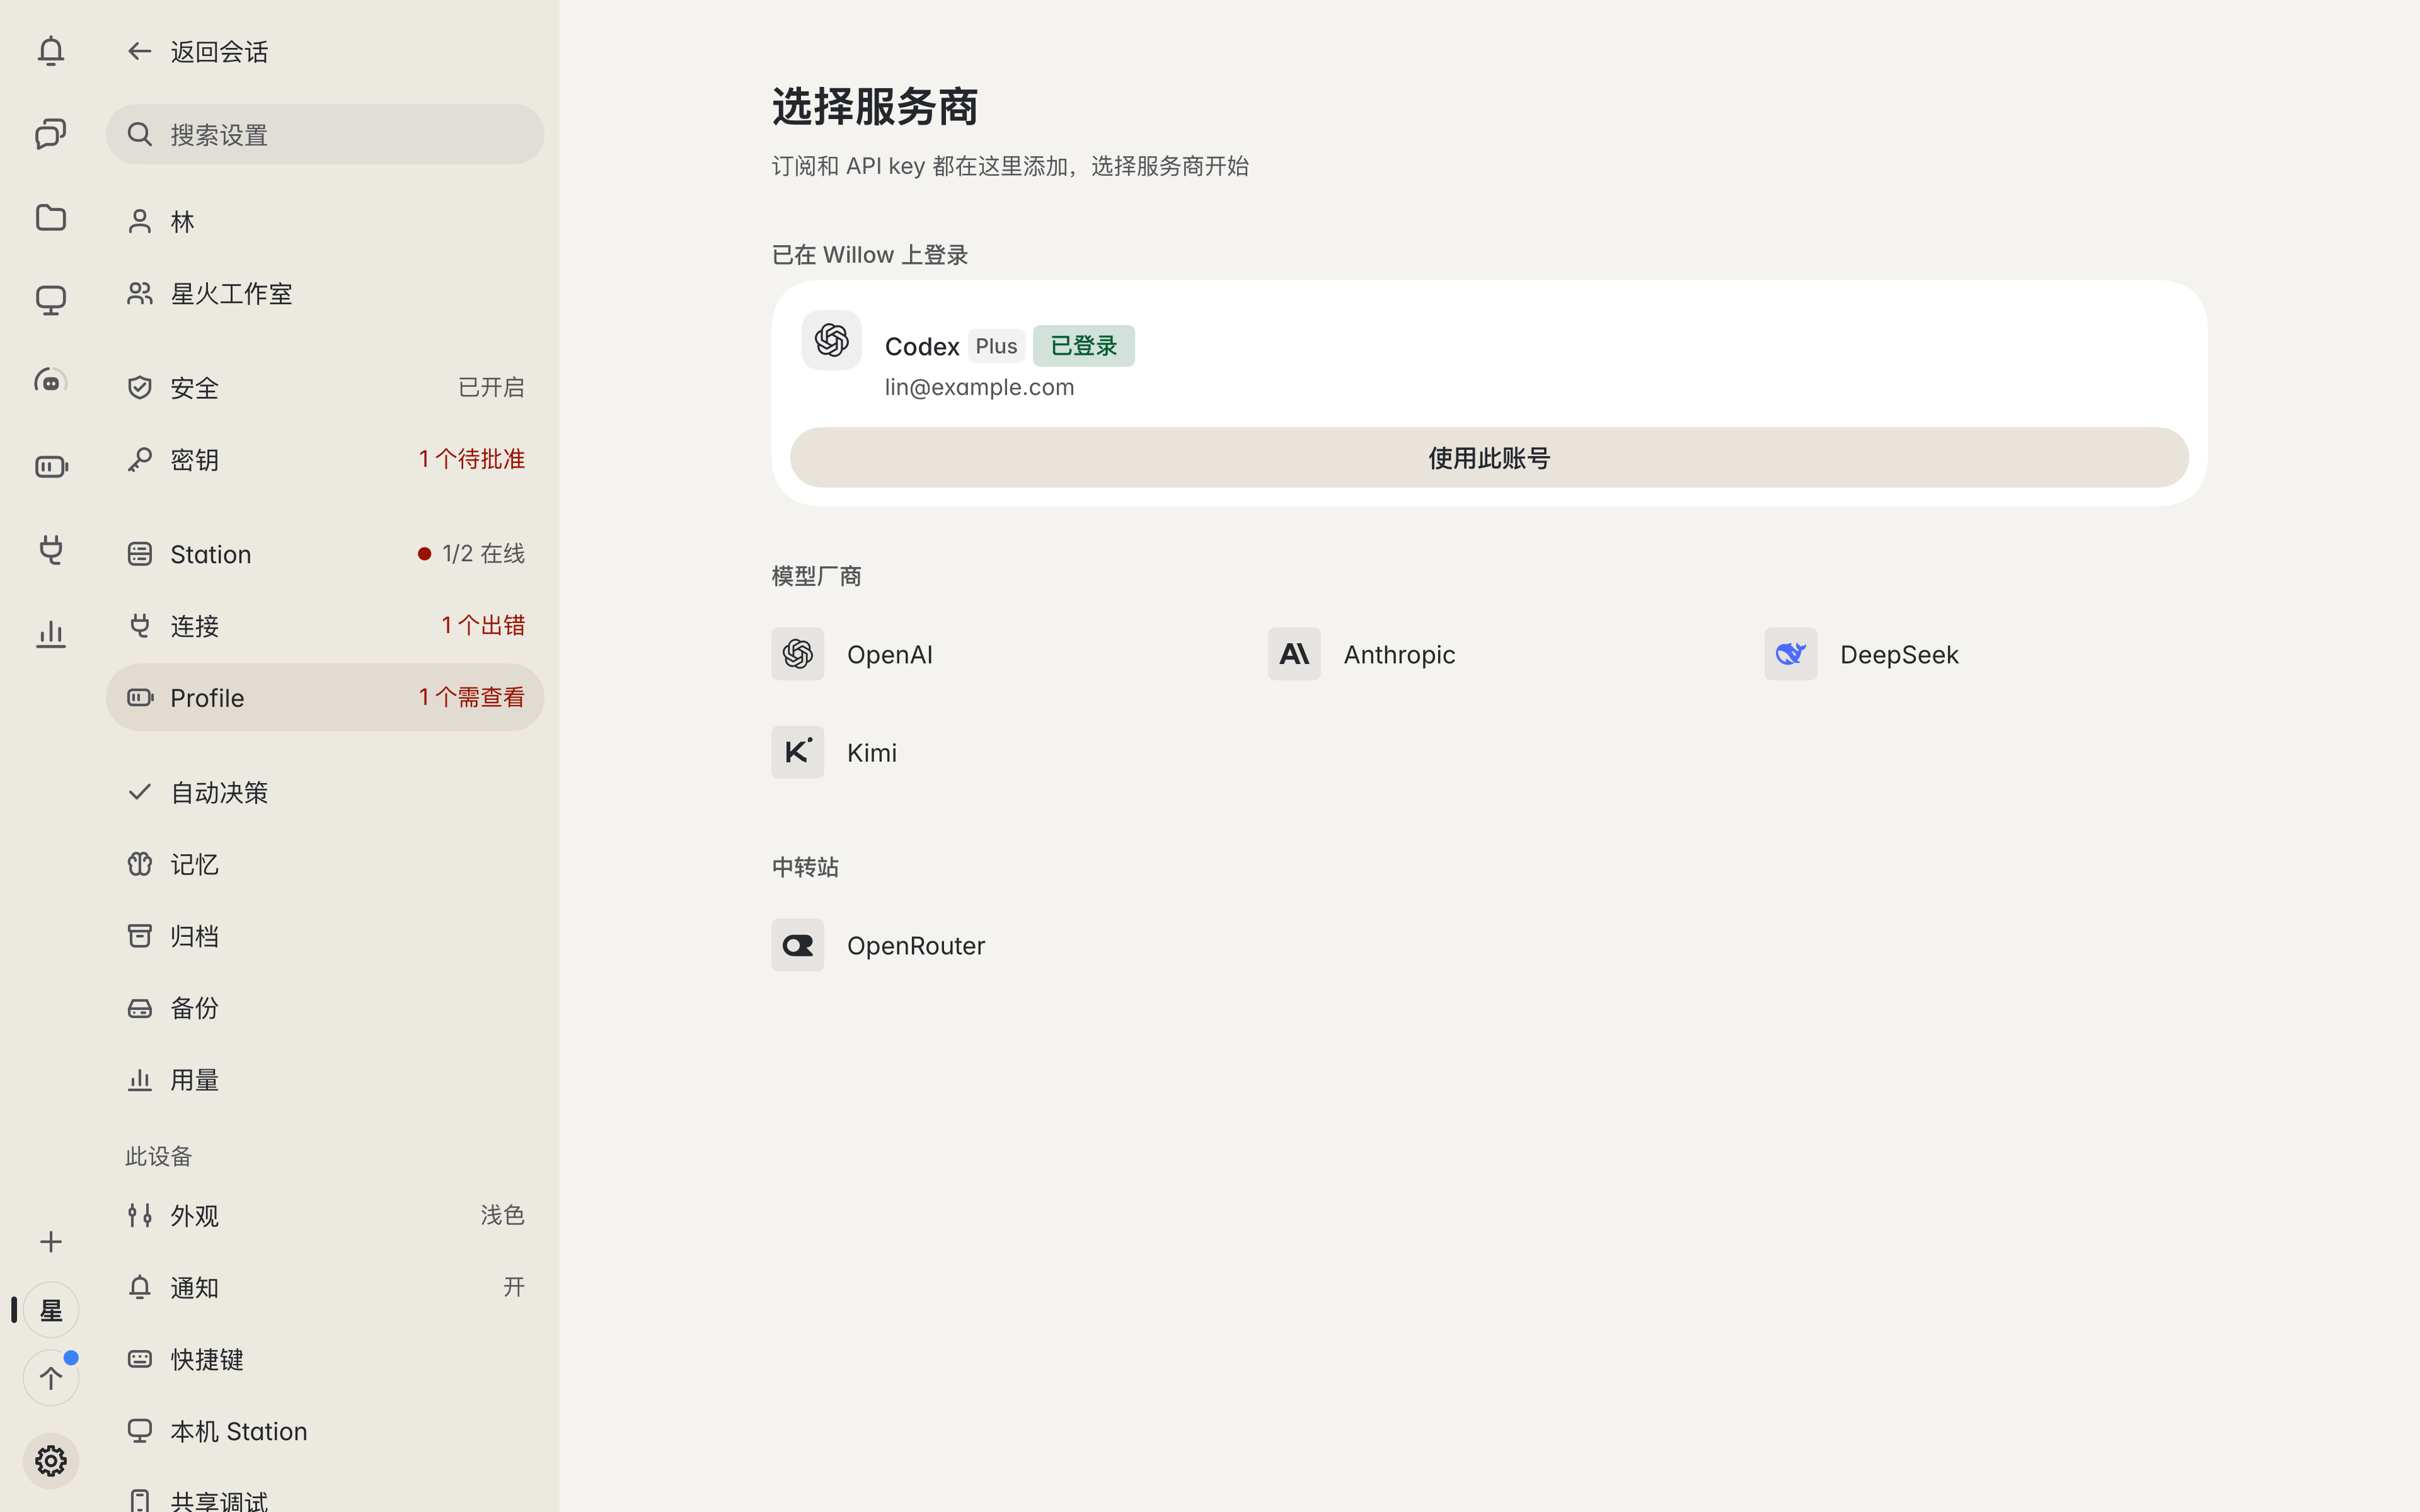 返回会话
搜索设置
林
星火工作室
安全 已开启
密钥 1 个待批准
Station 1/2 在线
连接 1 个出错
Profile 1 个需查看
自动决策
记忆
归档
备份
用量
此设备
外观 浅色
通知 开
快捷键
本机 Station
共享调试
星
个
选择服务商
订阅和 API key 都在这里添加，选择服务商开始
已在 Willow 上登录
Codex Plus 已登录
lin@example.com
使用此账号
模型厂商
OpenAI
Anthropic
DeepSeek
Kimi
中转站
OpenRouter